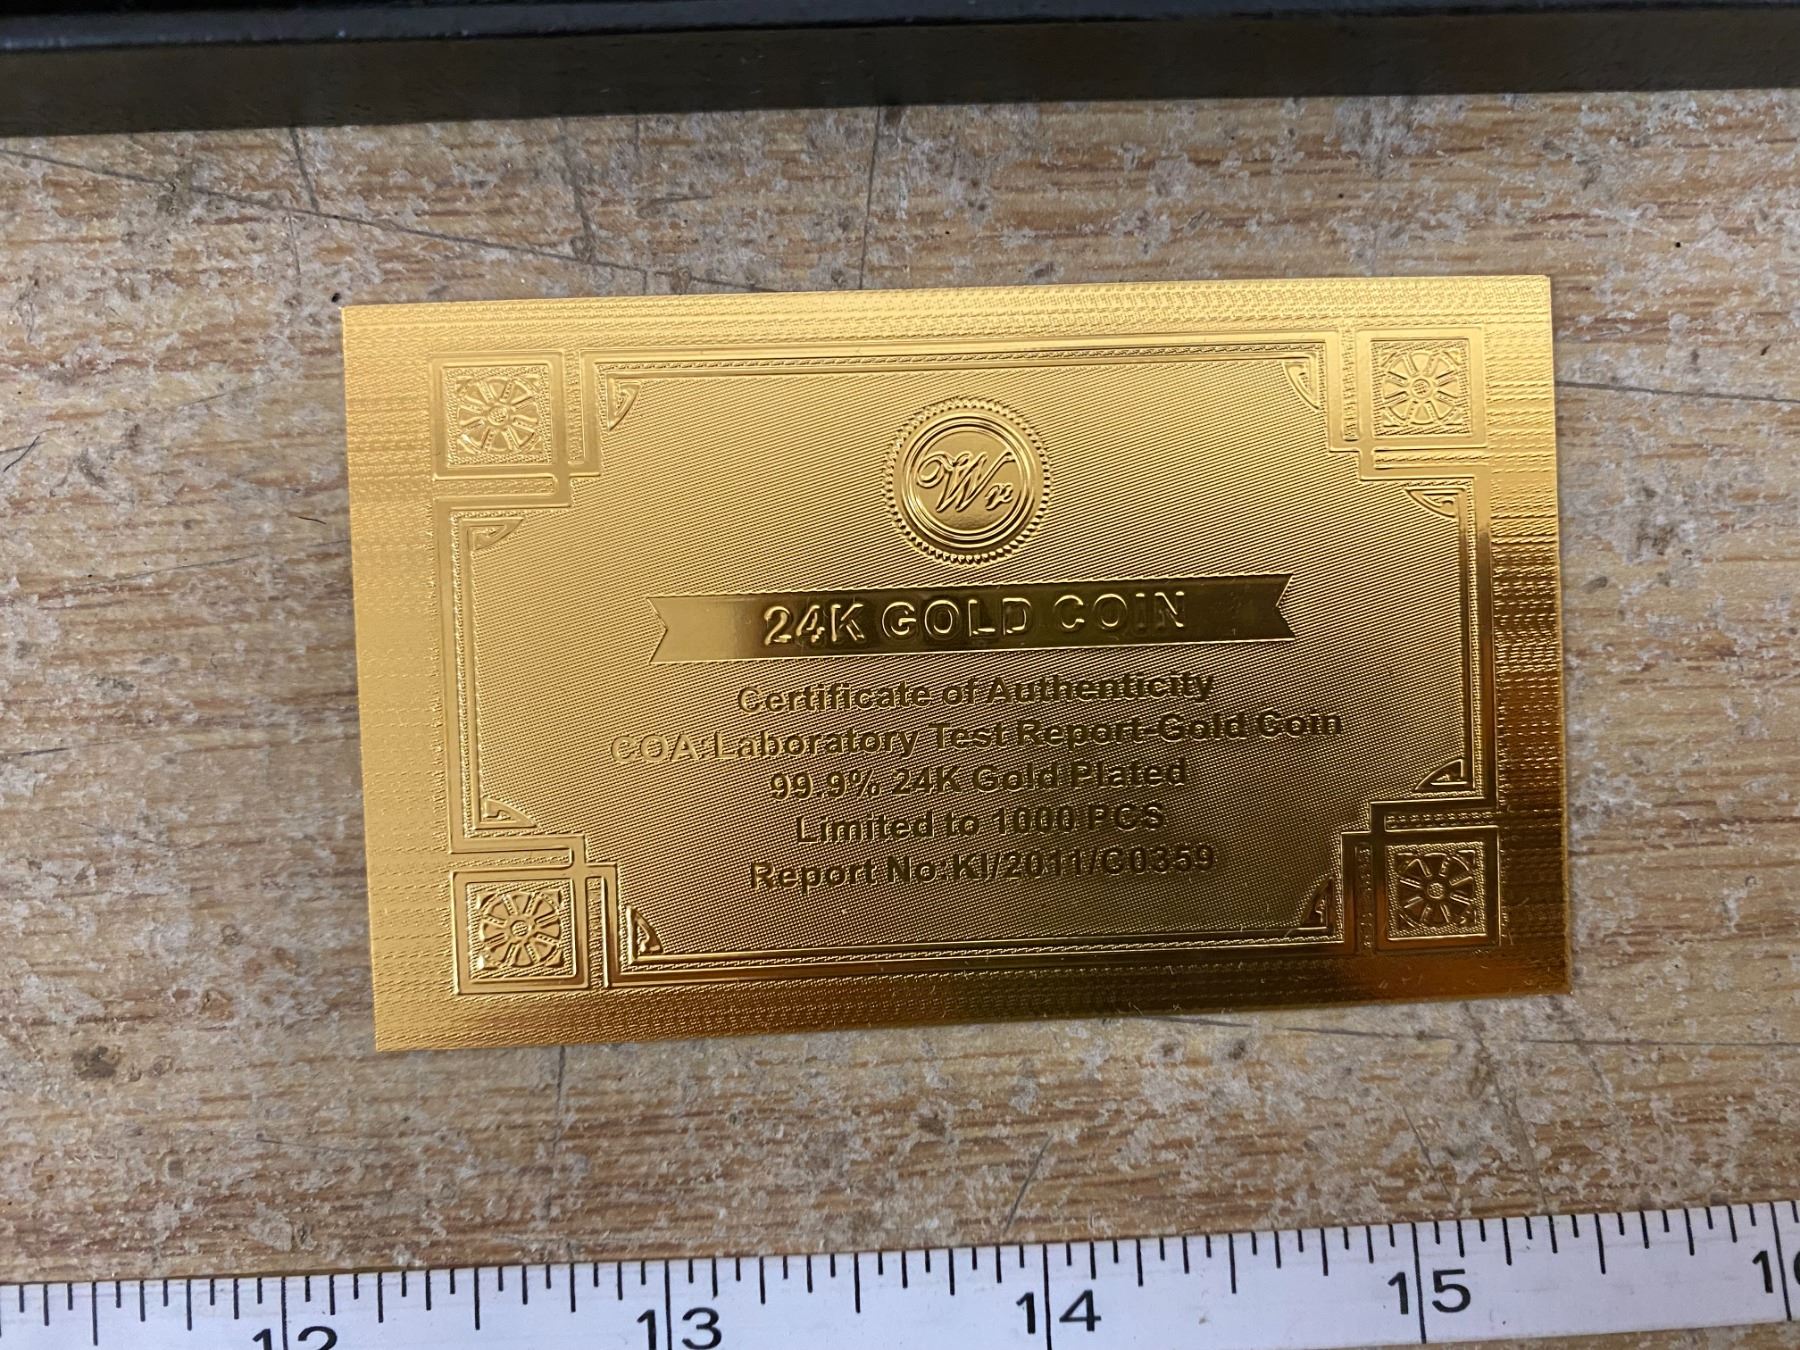 Wr
24K GOLD COIN
Certificate of Authenticity
COA:Laboratory Test Report-Gold Coin
99.9% 24K Gold Plated
Limited to 1000 PCS
Report No:KI/2011/C0359
12 13 14 15